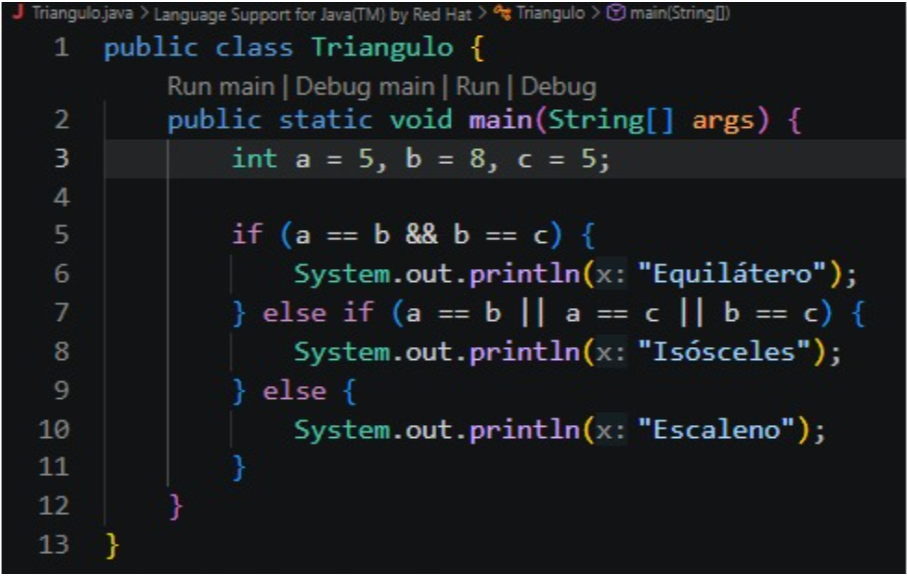 Triangulo.java > Language Support for Java(TM) by Red Hat > Triangulo > main(String[])
1 public class Triangulo {
Run main | Debug main | Run | Debug
2 public static void main(String[] args) {
3 int a = 5, b = 8, c = 5;
4
5 if (a == b && b == c) {
6 System.out.println(x: "Equilátero");
7 } else if (a == b || a == c || b == c) {
8 System.out.println(x: "Isósceles");
9 } else {
10 System.out.println(x: "Escaleno");
11 }
12 }
13 }